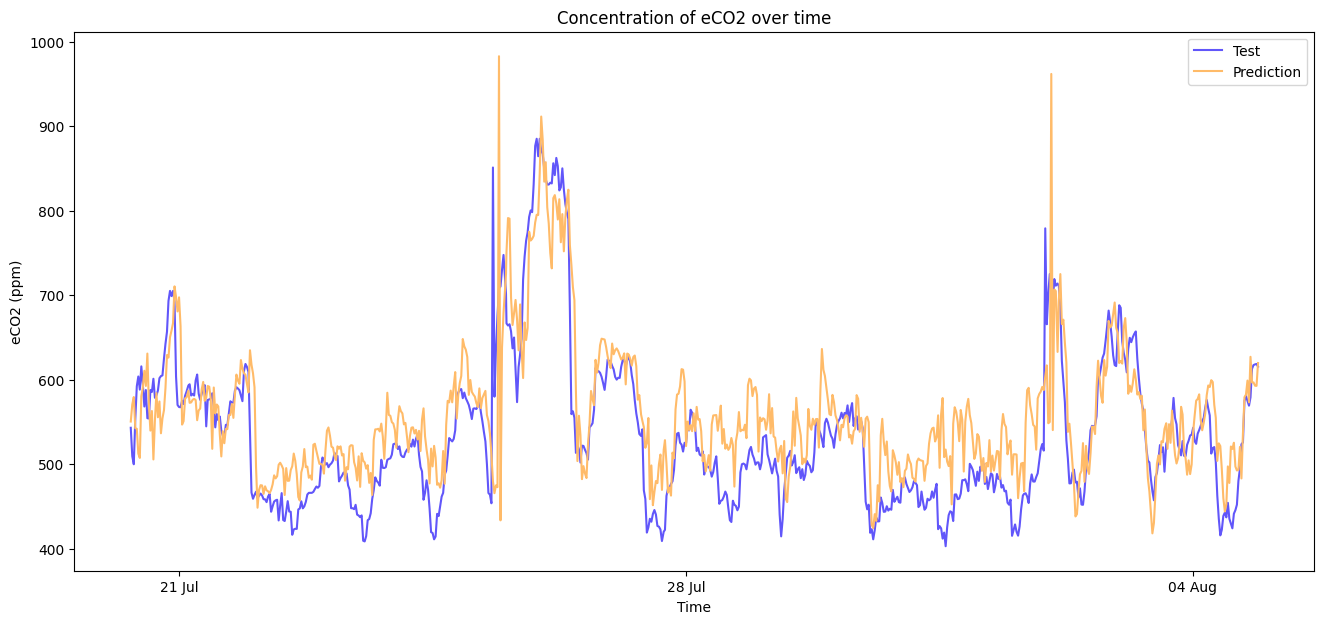 Concentration of eCO2 over time
Test
Prediction
eCO2 (ppm)
1000
900
800
700
600
500
400
21 Jul
28 Jul
04 Aug
Time